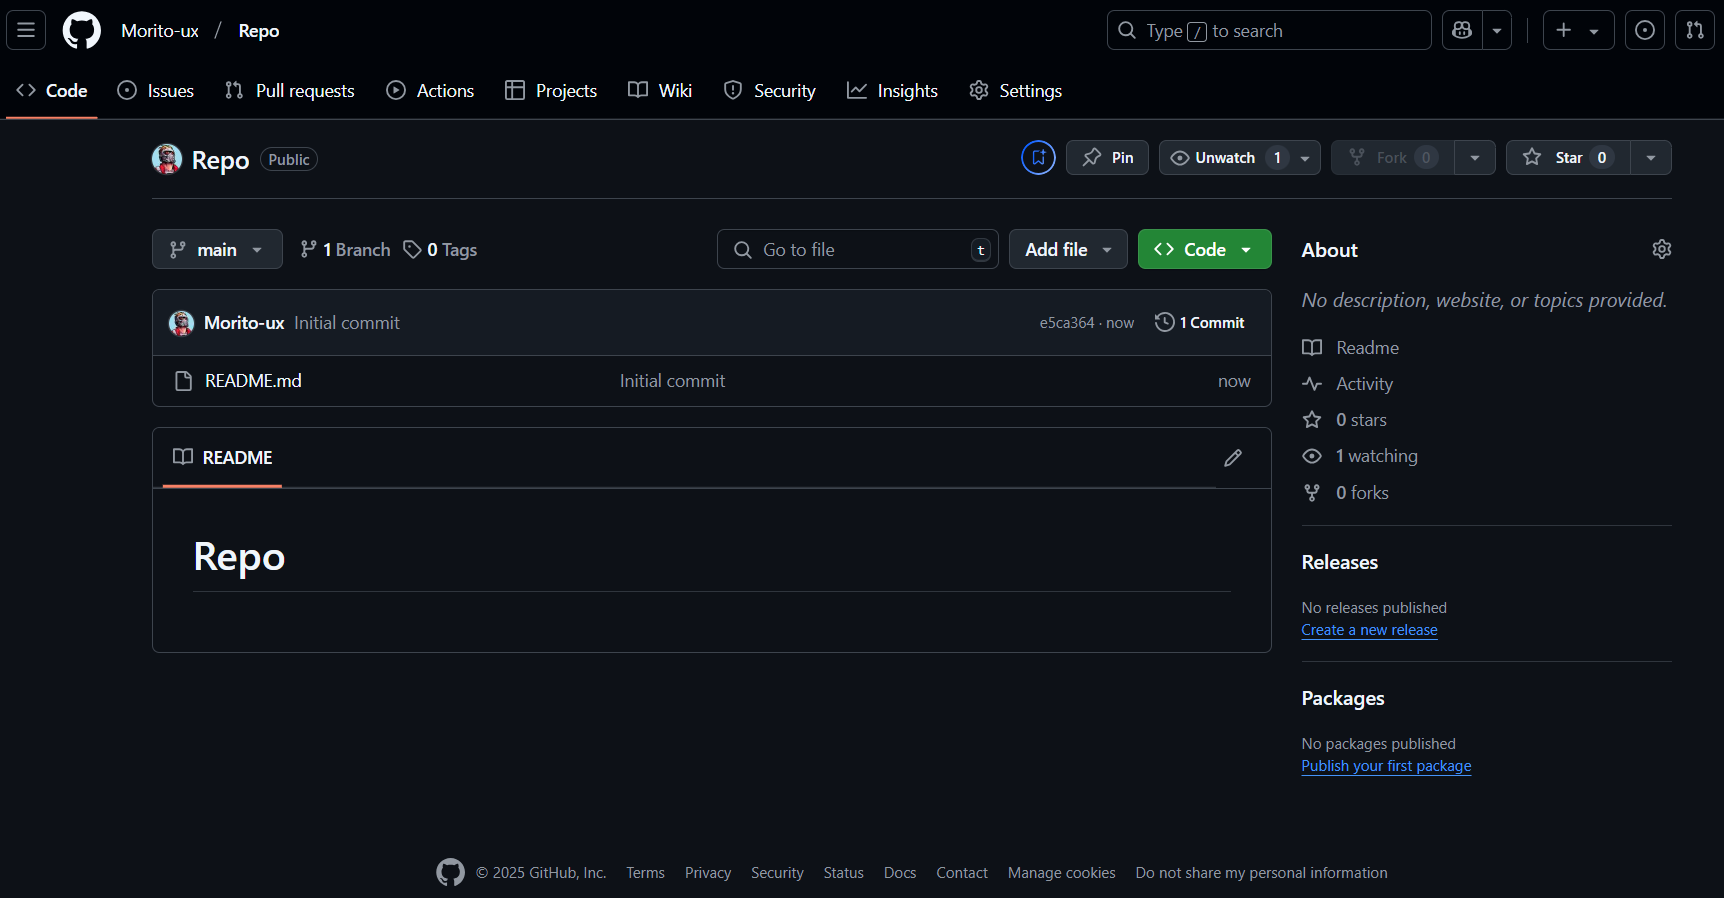 Morito-ux / Repo
Type / to search
Code Issues Pull requests Actions Projects Wiki Security Insights Settings
Repo Public
Pin Unwatch 1 Fork 0 Star 0
main 1 Branch 0 Tags
Go to file t Add file Code
Morito-ux Initial commit e5ca364 · now 1 Commit
README.md Initial commit now
README
Repo
About
No description, website, or topics provided.
Readme
Activity
0 stars
1 watching
0 forks
Releases
No releases published
Create a new release
Packages
No packages published
Publish your first package
© 2025 GitHub, Inc. Terms Privacy Security Status Docs Contact Manage cookies Do not share my personal information